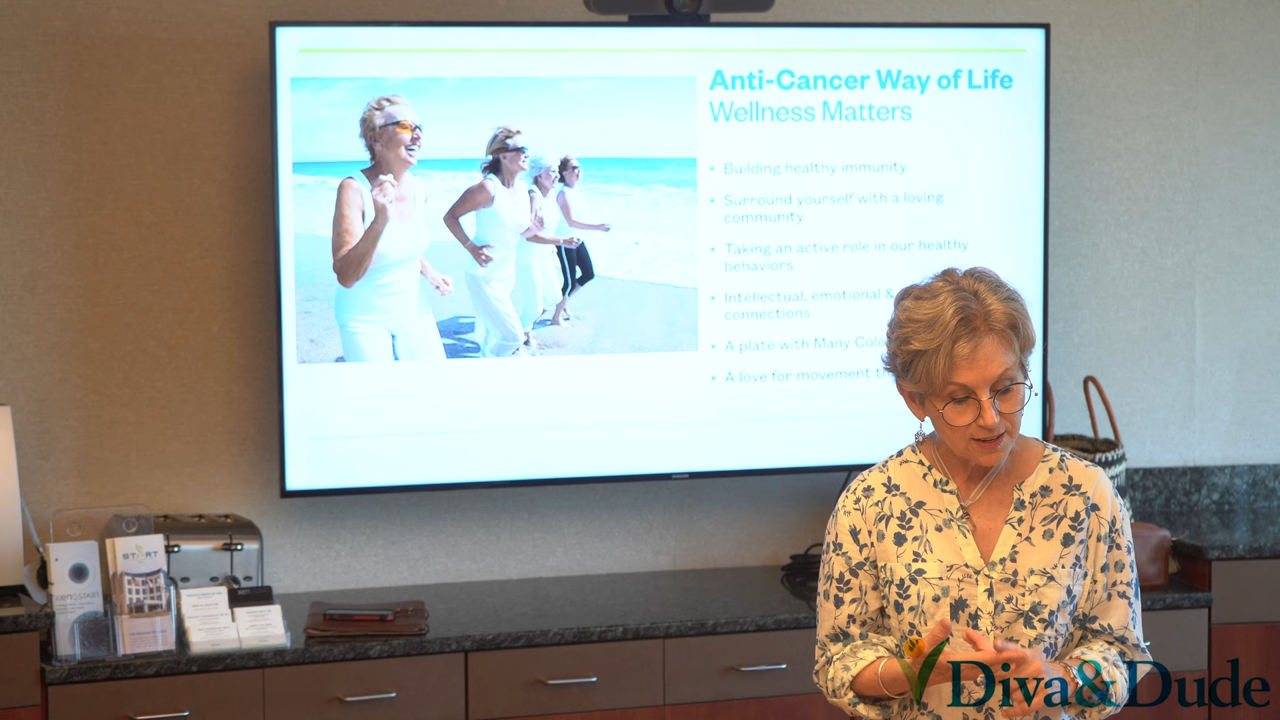 Anti-Cancer Way of Life
Wellness Matters
Building healthy immunity
Surround yourself with a loving
community
Taking an active role in our healthy
behaviors
Intellectual, emotional &
connections
A plate with Many
A love for movement
START
Diva&Dude